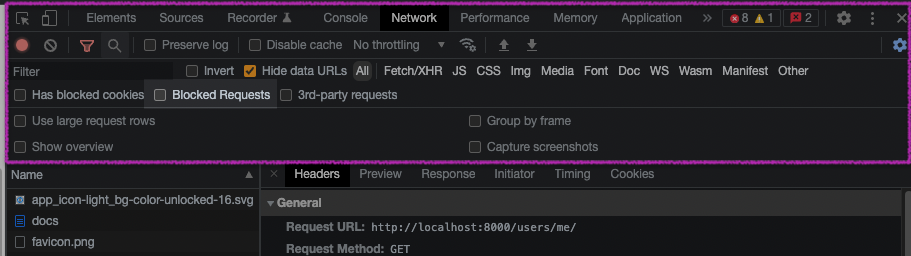 Elements Sources Recorder Console Network Performance Memory Application » 8 1 2
Preserve log Disable cache No throttling
Filter Invert Hide data URLs All Fetch/XHR JS CSS Img Media Font Doc WS Wasm Manifest Other
Has blocked cookies Blocked Requests 3rd-party requests
Use large request rows Group by frame
Show overview Capture screenshots
Name × Headers Preview Response Initiator Timing Cookies
app_icon-light_bg-color-unlocked-16.svg General
docs Request URL: http://localhost:8000/users/me/
favicon.png Request Method: GET